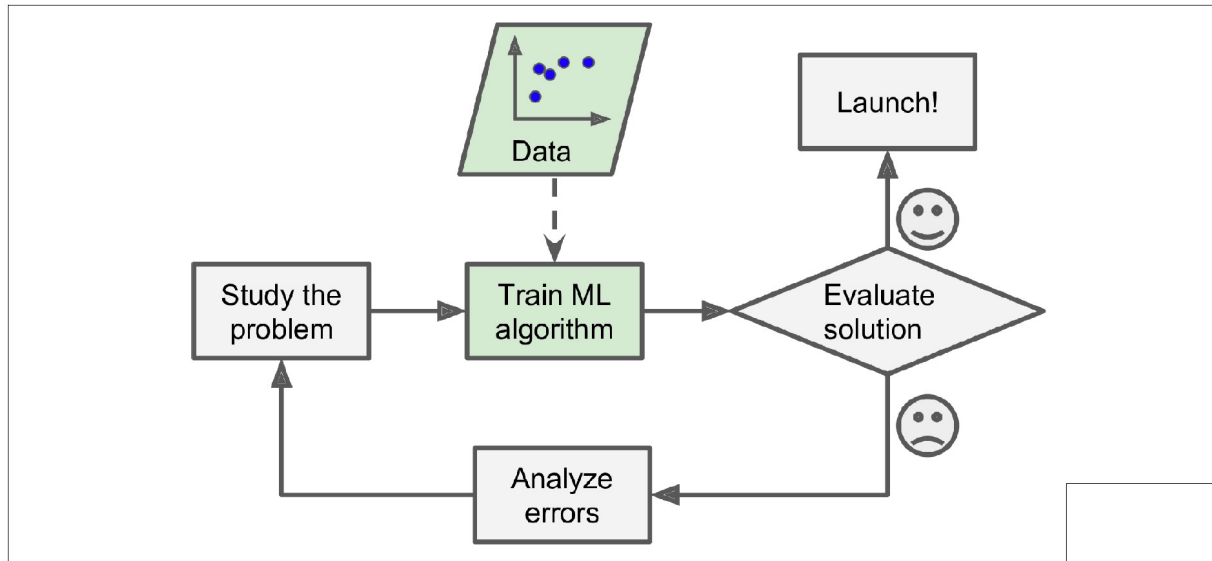 Data
Launch!
Study the
problem
Train ML
algorithm
Evaluate
solution
Analyze
errors